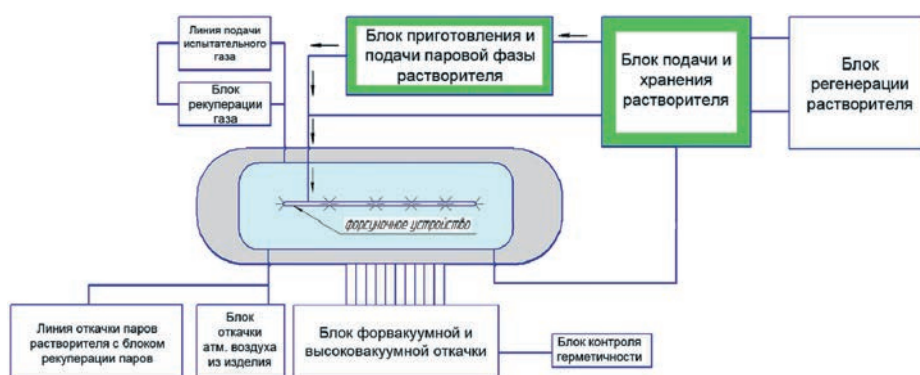 Линия подачи
испытательного
газа
Блок
рекуперации
газа
Блок приготовления и
подачи паровой фазы
растворителя
Блок подачи и
хранения
растворителя
Блок
регенерации
растворителя
форсуночное устройство
Линия откачки паров
растворителя с блоком
рекуперации паров
Блок
откачки
атм. воздуха
из изделия
Блок форвакуумной и
высоковакуумной откачки
Блок контроля
герметичности